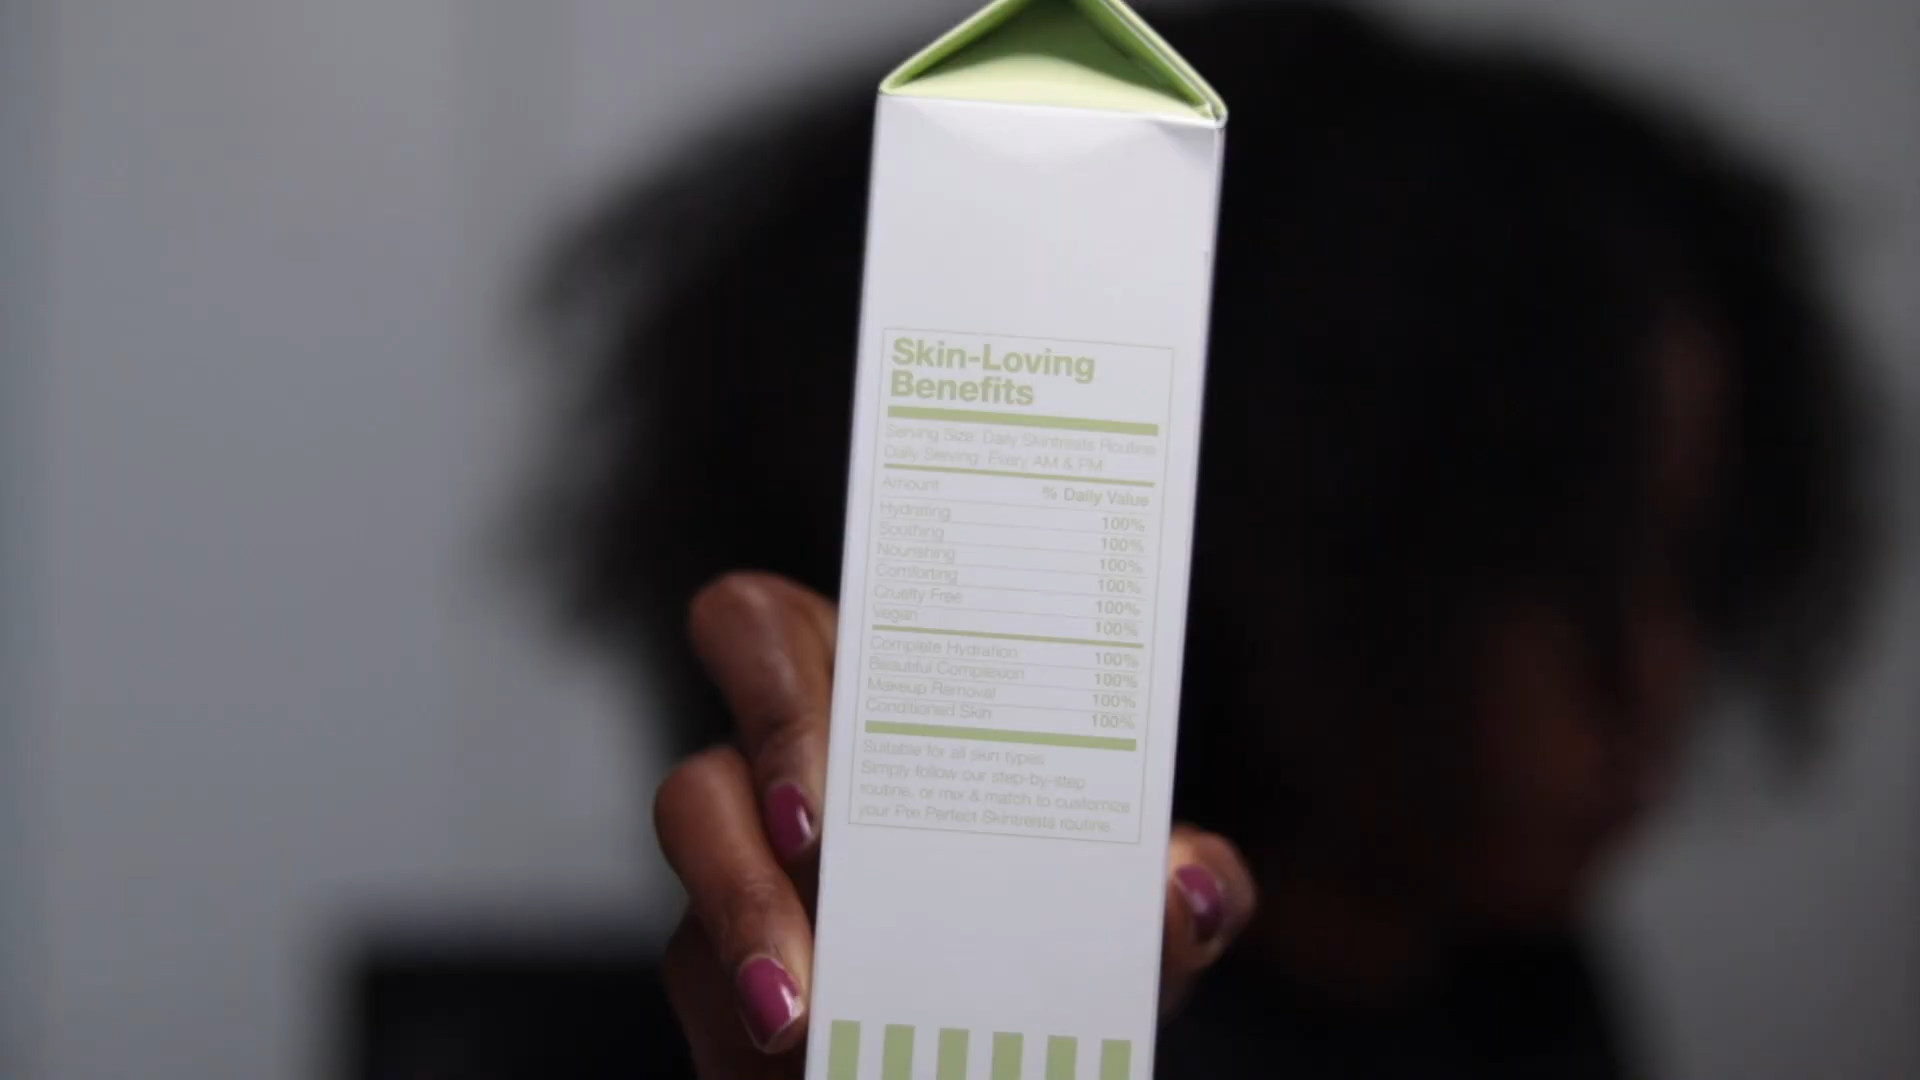 Skin-Loving
Benefits
Serving Size: Daily Skintreats Routine
Daily Serving: Every AM & PM
Amount % Daily Value
Hydrating 100%
Soothing 100%
Nourishing 100%
Comforting 100%
Cruelty Free 100%
Vegan 100%
Complete Hydration 100%
Beautiful Complexion 100%
Makeup Removal 100%
Conditioned Skin 100%
Suitable for all skin types
Simply follow our step-by-step
routine, or mix & match to customize
your Pixi Perfect Skintreats routine.